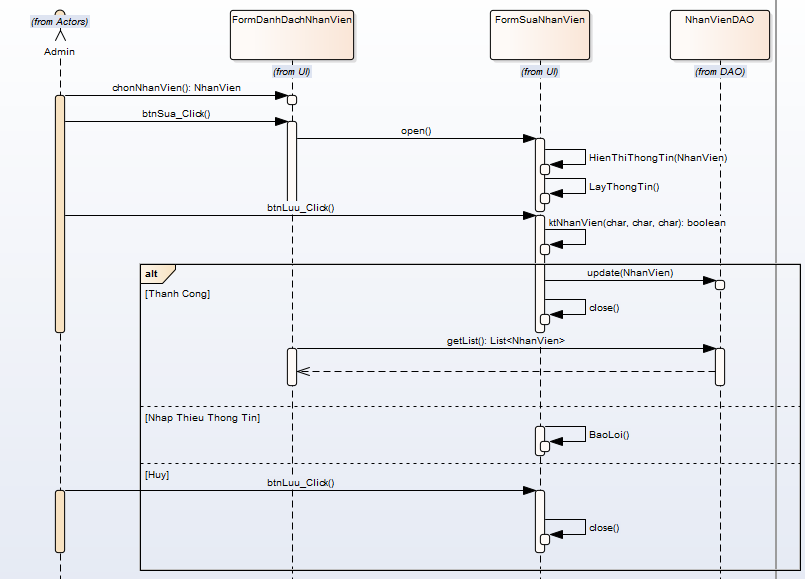 (from Actors)
Admin
FormDanhDachNhanVien
(from UI)
FormSuaNhanVien
(from UI)
NhanVienDAO
(from DAO)
chonNhanVien(): NhanVien
btnSua_Click()
open()
HienThiThongTin(NhanVien)
LayThongTin()
btnLuu_Click()
ktNhanVien(char, char, char): boolean
alt
[Thanh Cong]
update(NhanVien)
close()
getList(): List<NhanVien>
[Nhap Thieu Thong Tin]
BaoLoi()
[Huy]
btnLuu_Click()
close()